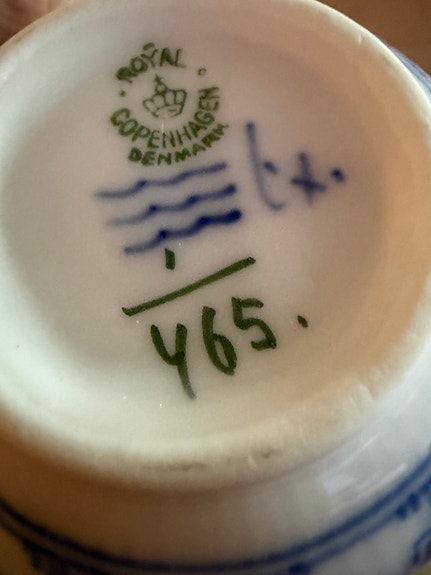 ROYAL
COPENHAGEN
DENMARK
1
465.